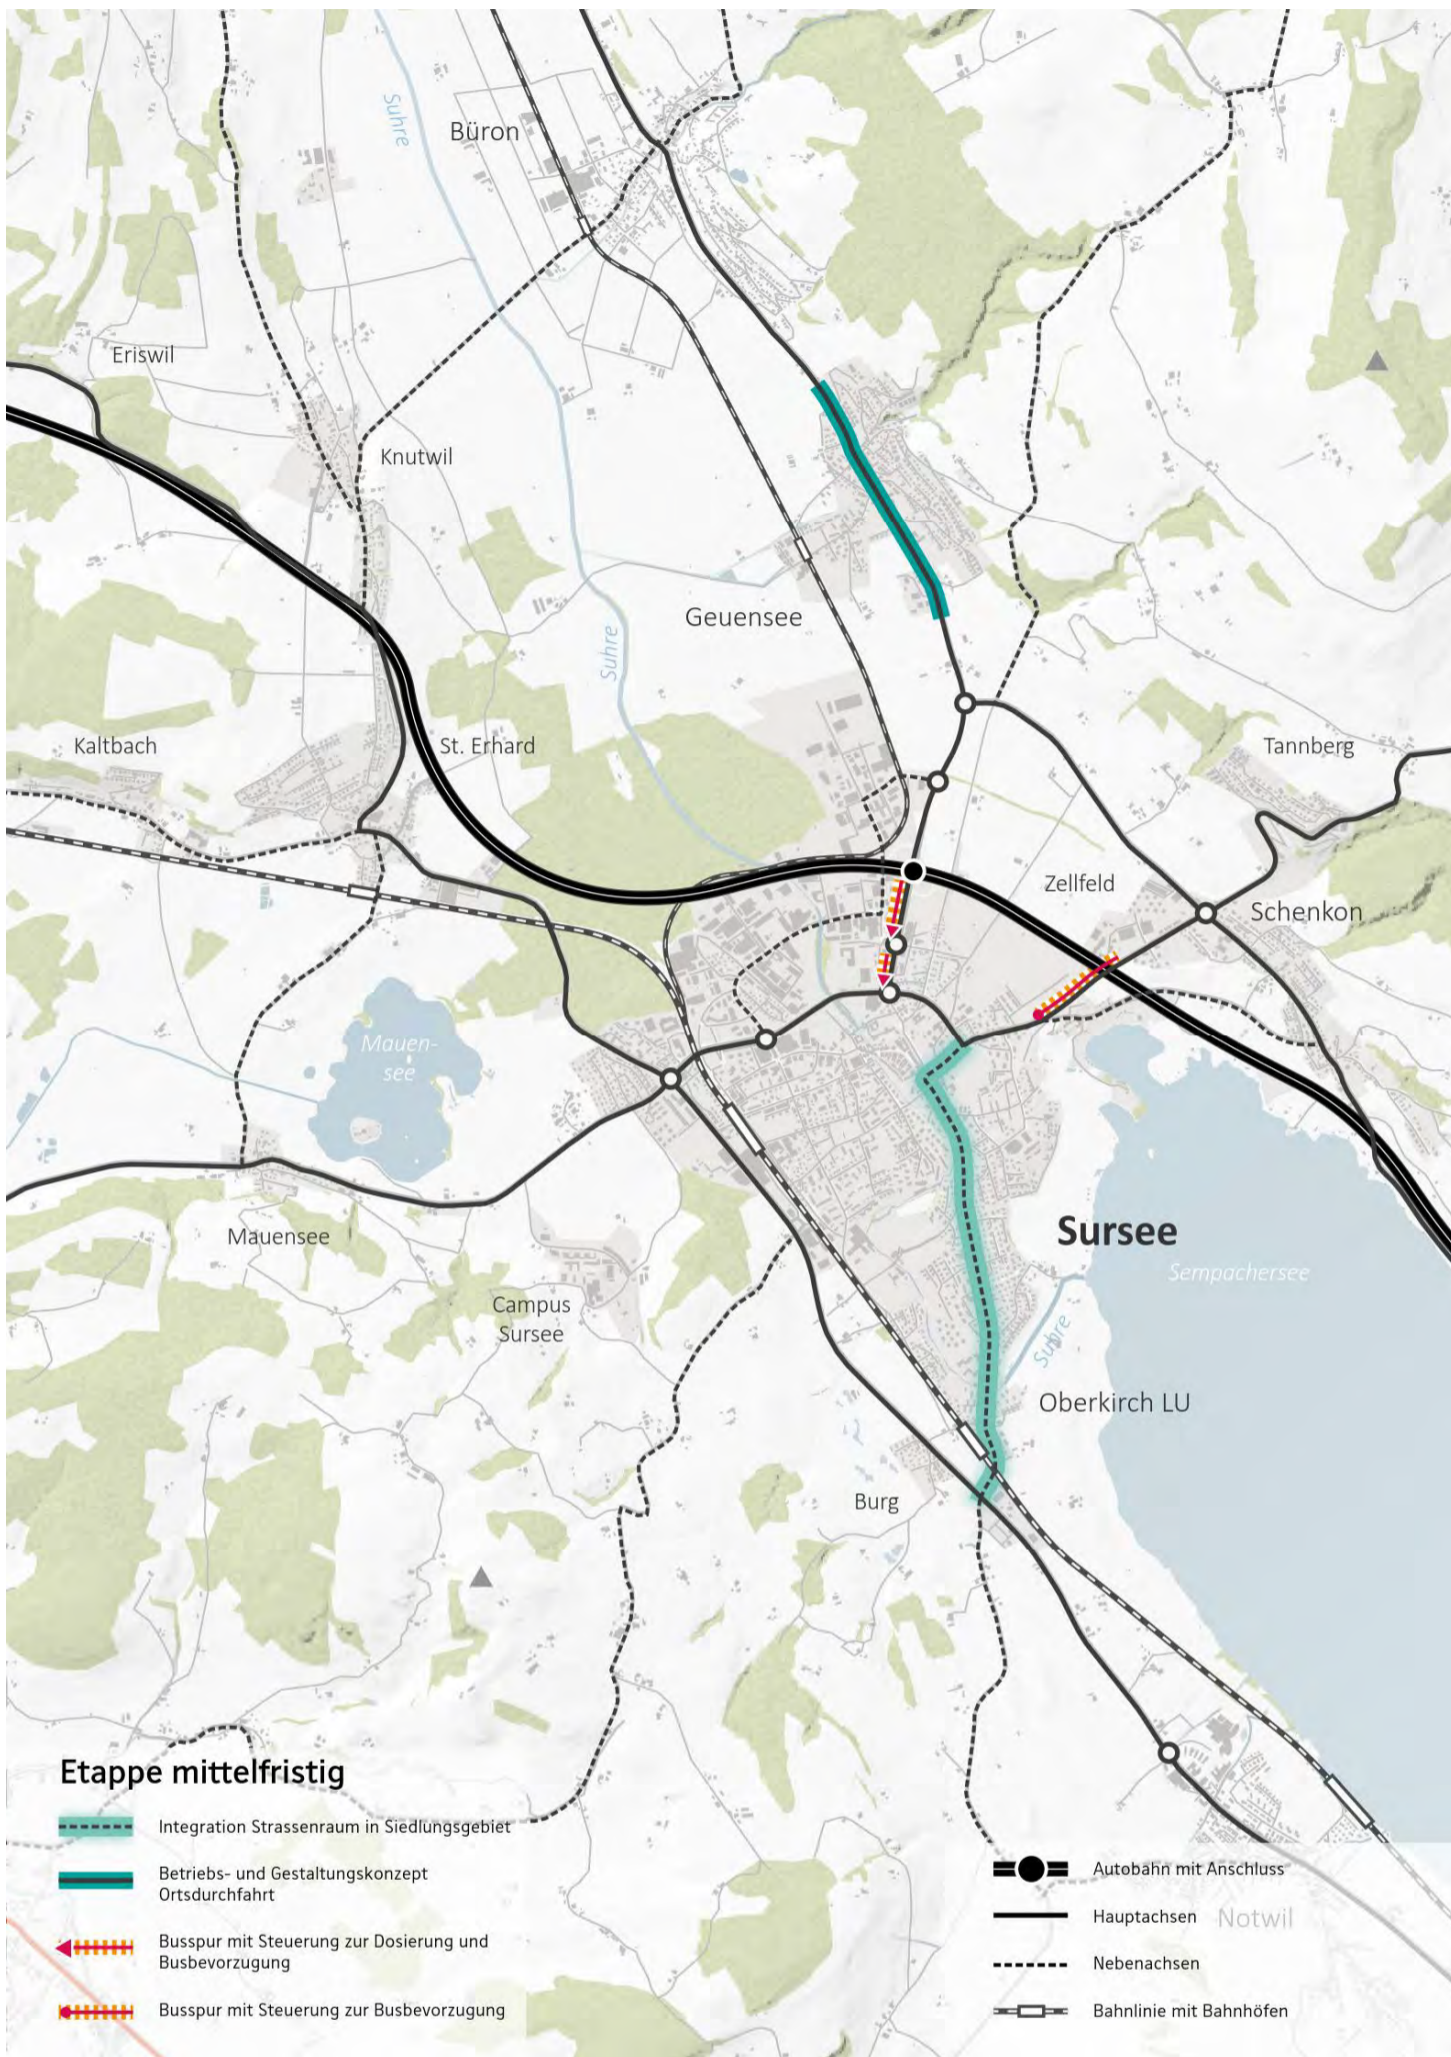 Suhre
Büron
Eriswil
Knutwil
Geuensee
Suhre
Kaltbach
St. Erhard
Tannberg
Zellfeld
Schenkon
Mauen-
see
Mauensee
Sursee
Sempachersee
Campus
Sursee
Suhre
Oberkirch LU
Burg
Etappe mittelfristig
Integration Strassenraum in Siedlungsgebiet
Betriebs- und Gestaltungskonzept
Ortsdurchfahrt
Busspur mit Steuerung zur Dosierung und
Busbevorzugung
Busspur mit Steuerung zur Busbevorzugung
Autobahn mit Anschluss
Hauptachsen
Notwil
Nebenachsen
Bahnlinie mit Bahnhöfen